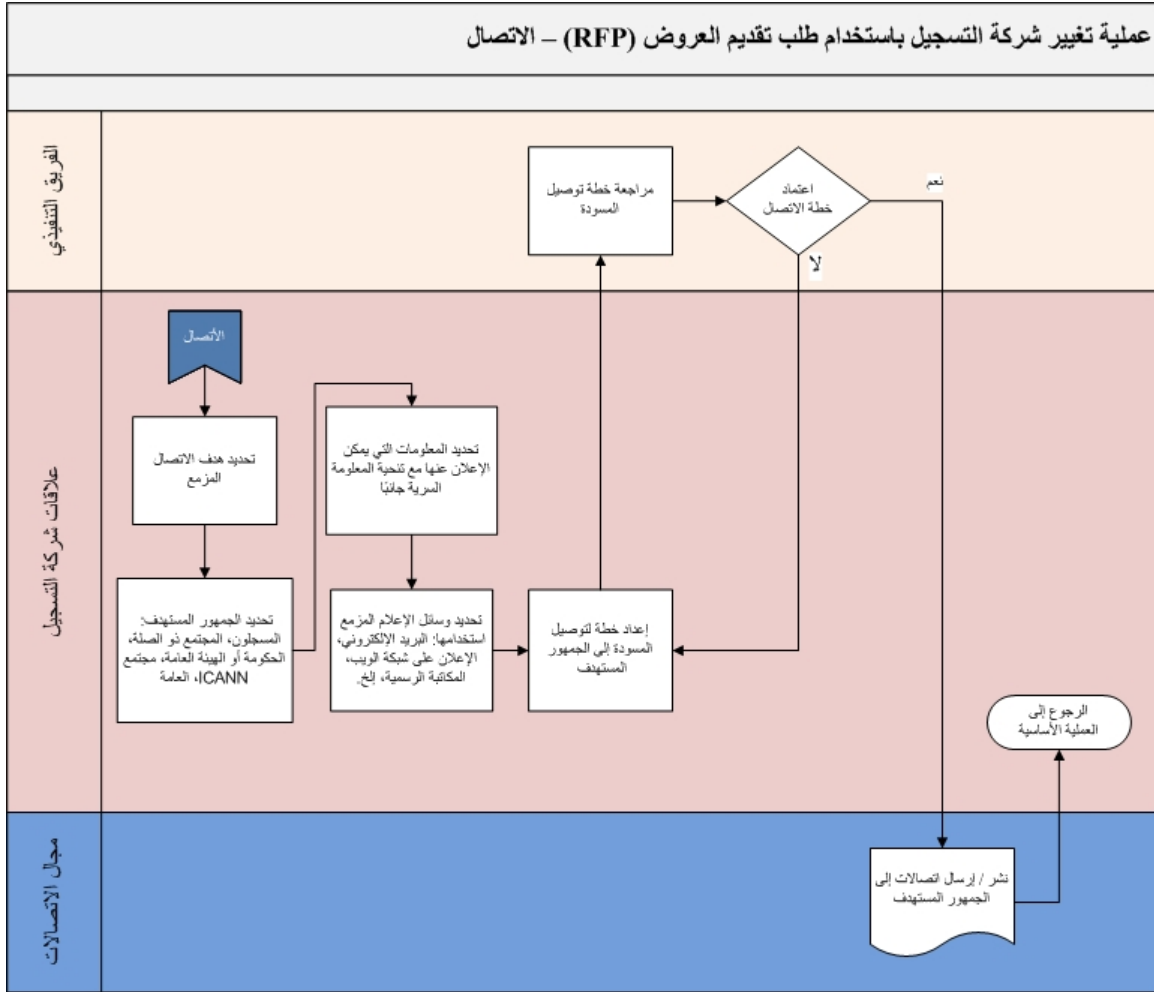 عملية تغيير شركة التسجيل باستخدام طلب تقديم العروض (RFP) – الاتصال
الفريق التنفيذي
مراجعة خطة توصيل
المسودة
اعتماد
خطة الاتصال
نعم
لا
علاقات شركة التسجيل
الأتصال
تحديد هدف الاتصال
المزمع
تحديد الجمهور المستهدف:
المسجلون، المجتمع ذو الصلة،
الحكومة أو الهيئة العامة، مجتمع
ICANN، العامة
تحديد المعلومات التي يمكن
الإعلان عنها مع تنحية المعلومة
السرية جانبًا
تحديد وسائل الإعلام المزمع
استخدامها: البريد الإلكتروني،
الإعلان على شبكة الويب،
المكاتبة الرسمية، إلخ.
إعداد خطة لتوصيل
المسودة إلى الجمهور
المستهدف
الرجوع إلى
العملية الأساسية
مجال الاتصالات
نشر / إرسال اتصالات إلى
الجمهور المستهدف